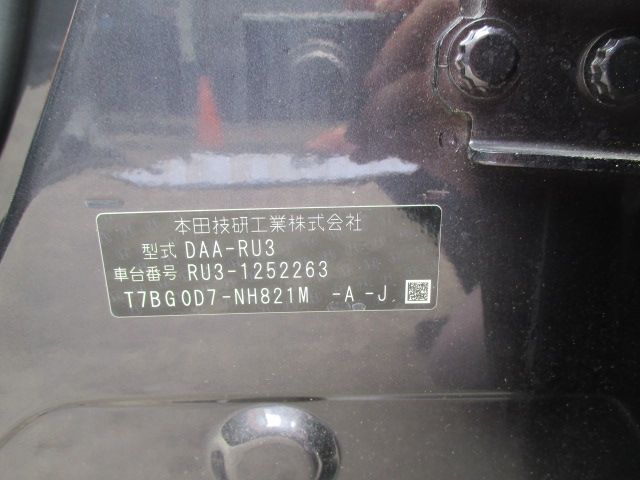 本田技研工業株式会社
型式 DAA-RU3
車台番号 RU3-1252263
T7BG0D7-NH821M -A -J